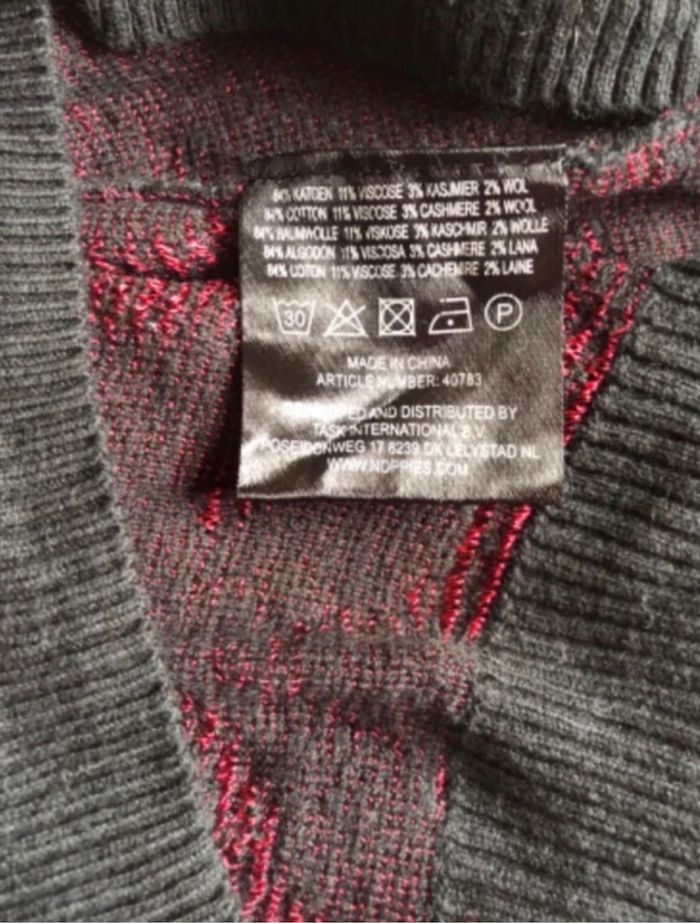 84% KATOEN 11% VISCOSE 3% KASJMIER 2% WOL
84% COTTON 11% VISCOSE 3% CASHMERE 2% WOOL
84% BAUMWOLLE 11% VISKOSE 3% KASCHMIR 2% WOLLE
84% ALGODÓN 11% VISCOSA 3% CASHMERE 2% LANA
84% COTON 11% VISCOSE 3% CACHEMIRE 2% LAINE
30 P
MADE IN CHINA
ARTICLE NUMBER: 40783
AND DISTRIBUTED BY
TASK INTERNATIONAL B.V.
POSEIDONWEG 17 8239 DK LELYSTAD NL
WWW.NOPPIES.COM